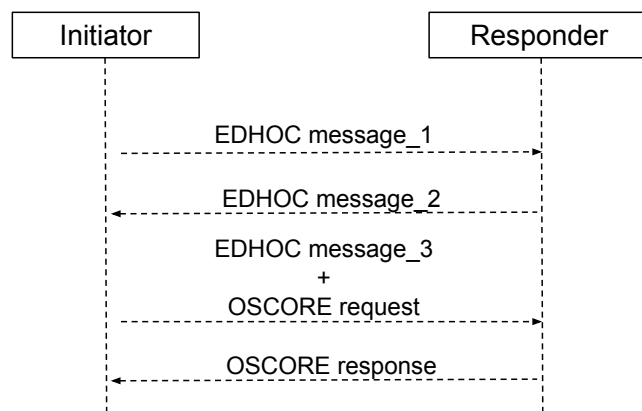 Initiator
Responder
EDHOC message_1
EDHOC message_2
EDHOC message_3
+
OSCORE request
OSCORE response